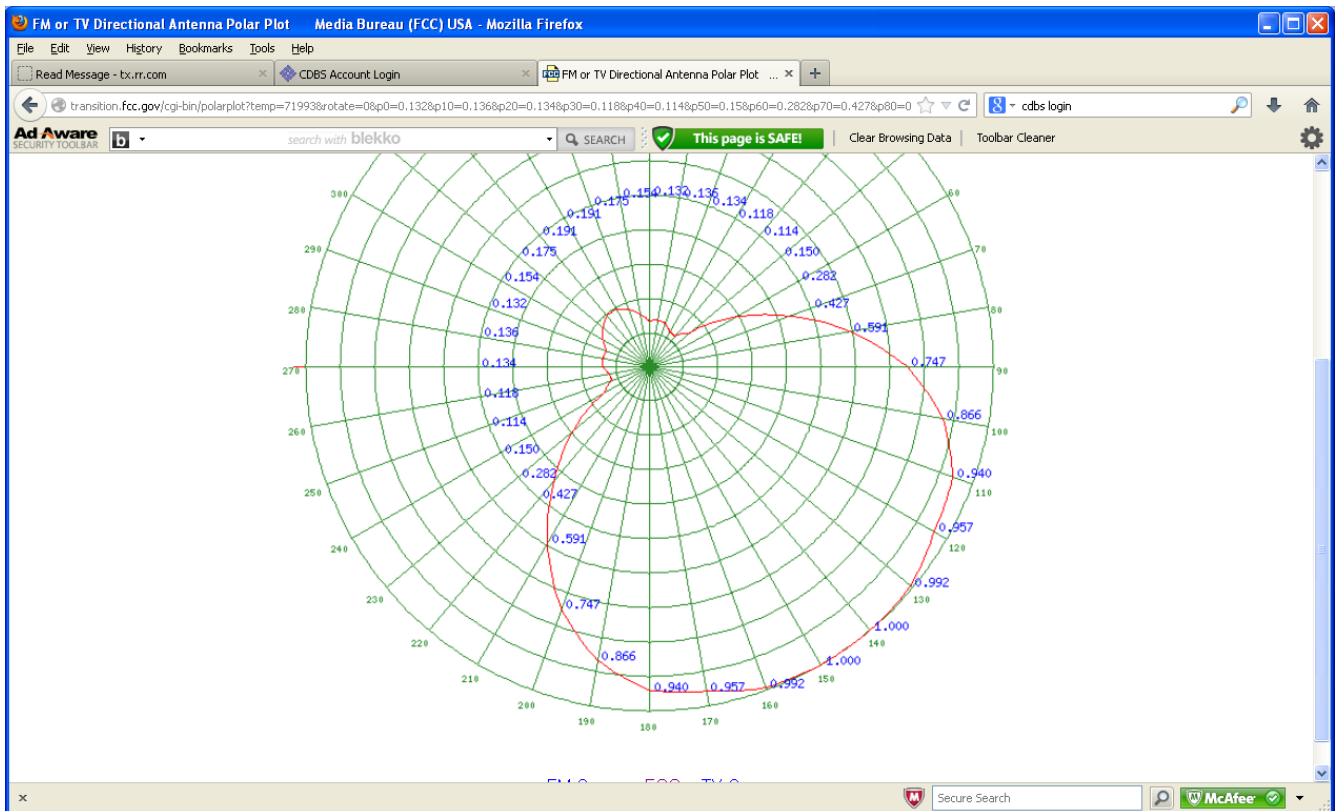 FM or TV Directional Antenna Polar Plot Media Bureau (FCC) USA - Mozilla Firefox
File Edit View History Bookmarks Tools Help
Read Message - tx.rr.com × CDBS Account Login × FM or TV Directional Antenna Polar Plot ... × +
transition.fcc.gov/cgi-bin/polarplot?temp=71993&rotate=0&p0=0.132&p10=0.136&p20=0.134&p30=0.118&p40=0.114&p50=0.15&p60=0.282&p70=0.427&p80=0 cdbs login
Ad-Aware SECURITY TOOLBAR b search with blekko SEARCH This page is SAFE! Clear Browsing Data Toolbar Cleaner
300 0.175 0.154 0.132 0.136 0.134 60
0.191 0.118
0.191 0.114
290 0.175 0.150 70
0.154 0.282
280 0.132 0.427 80
0.136 0.591
270 0.134 0.747 90
0.118 0.866
260 0.114 100
0.150
0.282 0.940
250 0.427 110
0.957
240 0.591 120
0.992
230 0.747 130
1.000
220 140
0.866 1.000
210 150
0.940 0.957 0.992
200 160
190 180 170
Secure Search McAfee